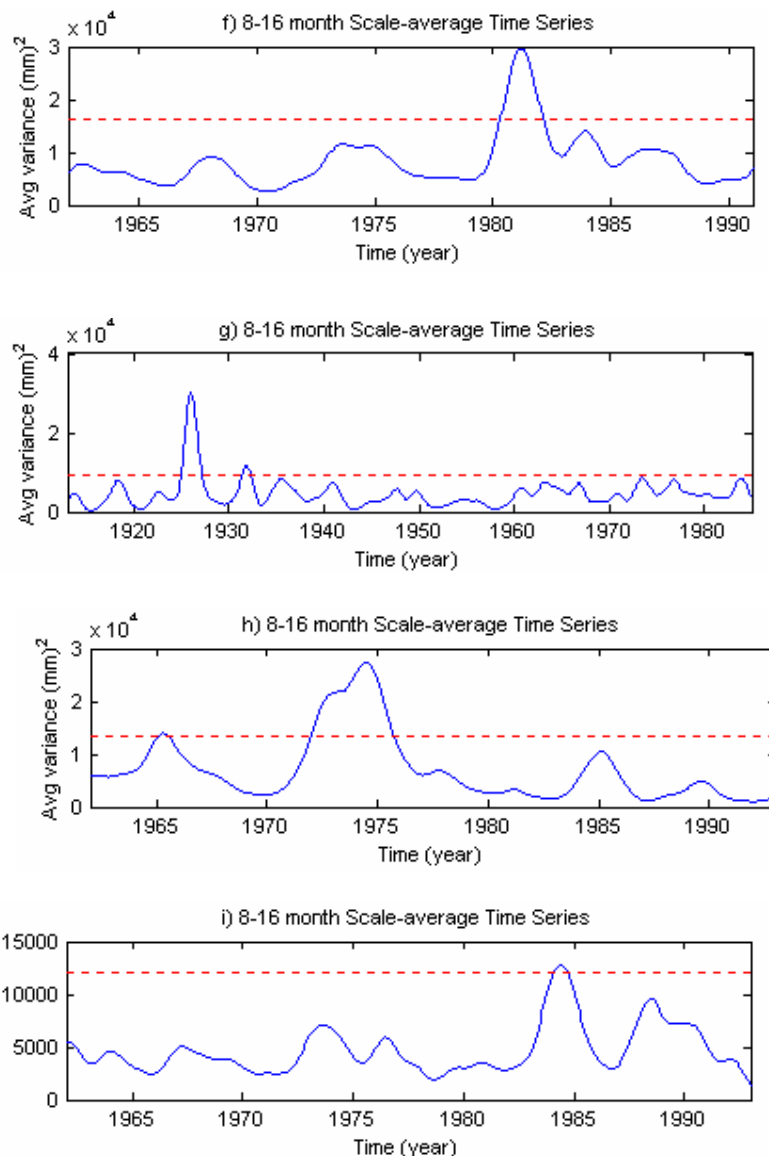 f) 8-16 month Scale-average Time Series
x 10^4
Avg variance (mm)^2
3
2
1
0
1965 1970 1975 1980 1985 1990
Time (year)
g) 8-16 month Scale-average Time Series
x 10^4
Avg variance (mm)^2
4
2
0
1920 1930 1940 1950 1960 1970 1980
Time (year)
h) 8-16 month Scale-average Time Series
x 10^4
Avg variance (mm)^2
3
2
1
0
1965 1970 1975 1980 1985 1990
Time (year)
i) 8-16 month Scale-average Time Series
15000
10000
5000
0
1965 1970 1975 1980 1985 1990
Time (year)